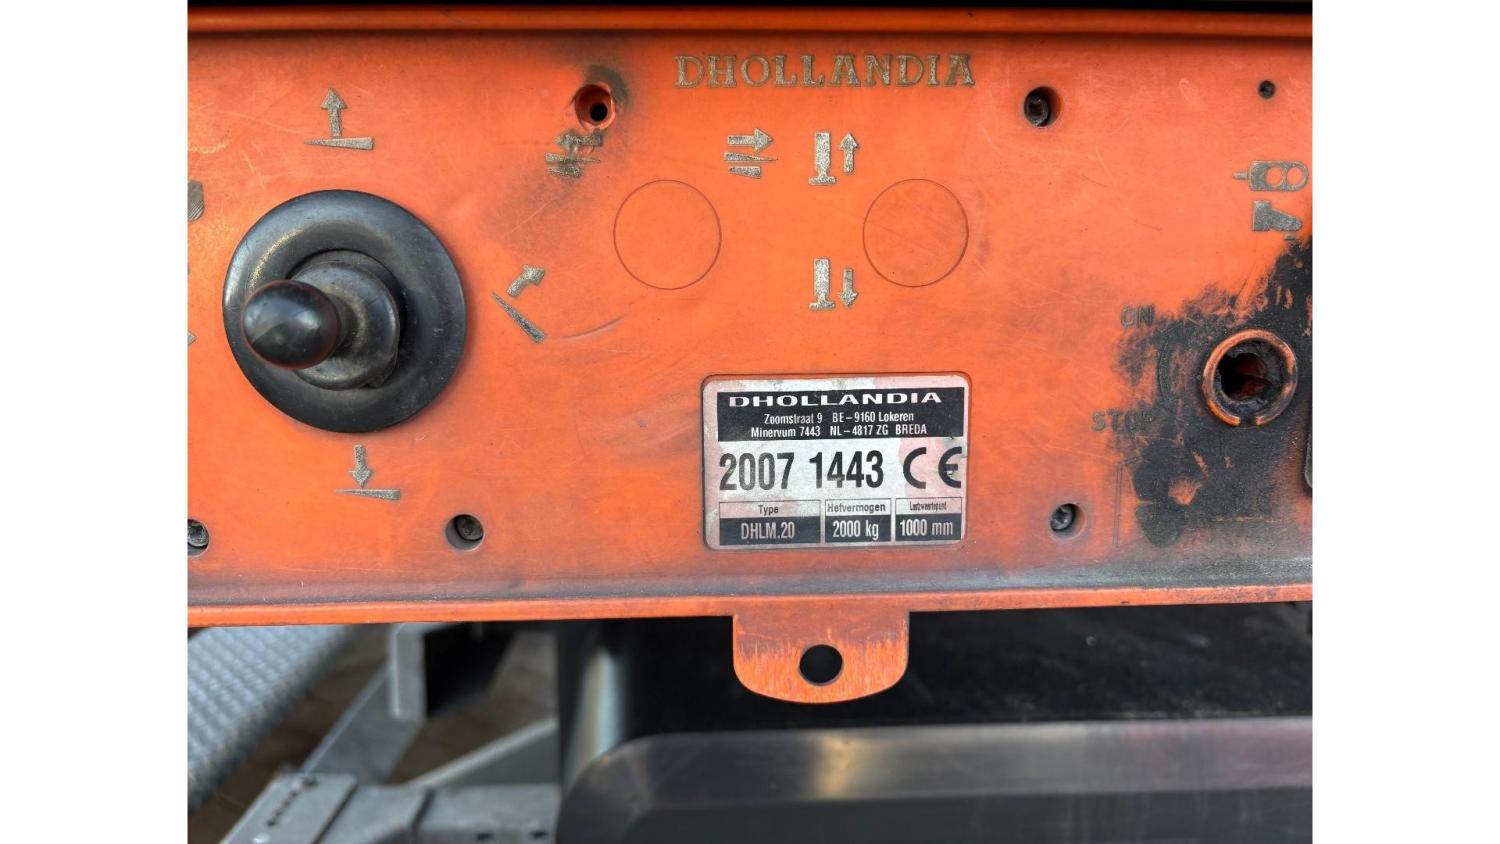 DHOLLANDIA
ON
STOP
DHOLLANDIA
Zoomstraat 9 BE-9160 Lokeren
Minervum 7443 NL-4817 ZG BREDA
2007 1443 CE
Type Hefvermogen Lastzwaartepunt
DHLM.20 2000 kg 1000 mm